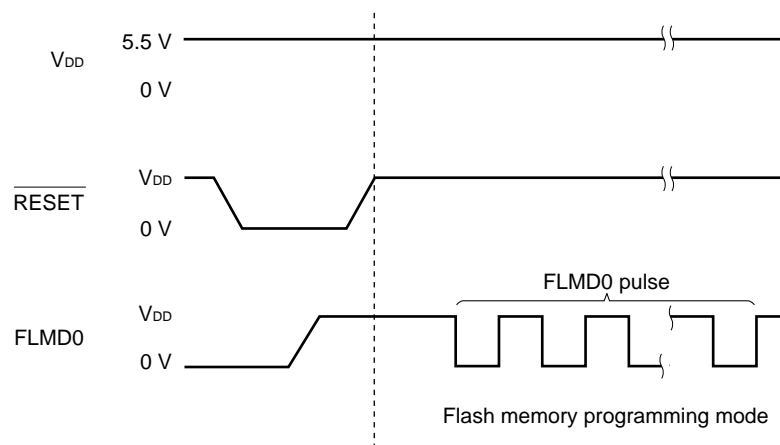 5.5 V
VDD
0 V
VDD
RESET
0 V
FLMD0 pulse
VDD
FLMD0
0 V
Flash memory programming mode